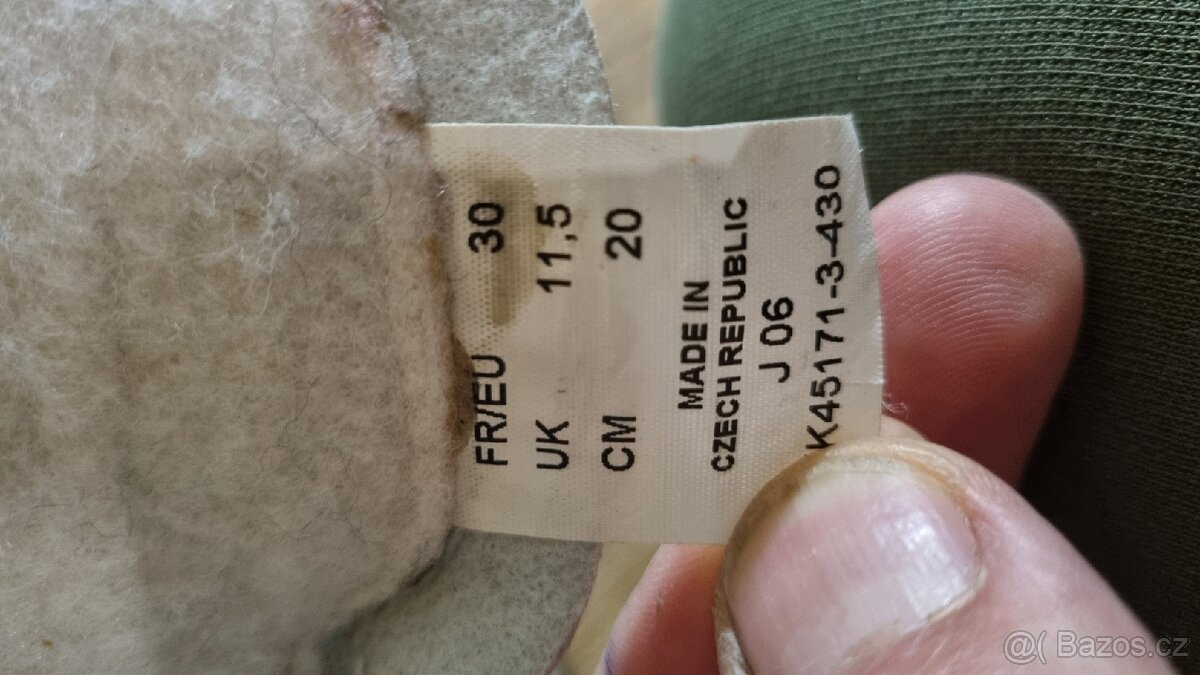 FR/EU 30
UK 11,5
CM 20
MADE IN
CZECH REPUBLIC
J 06
K45171-3-430
@( Bazos.cz